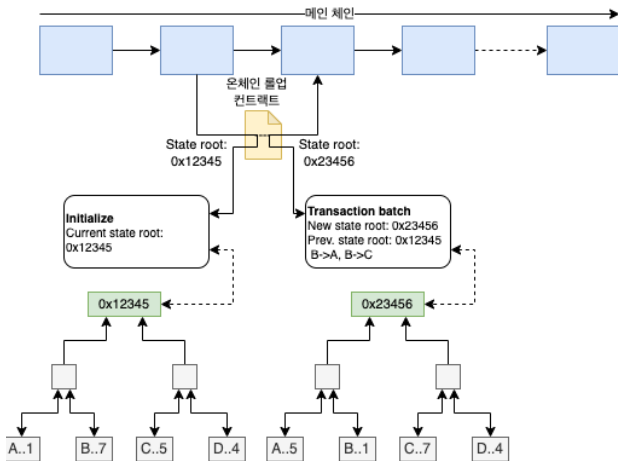 메인 체인
온체인 롤업
컨트랙트
State root:
0x12345
State root:
0x23456
Initialize
Current state root:
0x12345
Transaction batch
New state root: 0x23456
Prev. state root: 0x12345
B->A, B->C
0x12345
0x23456
A..1
B..7
C..5
D..4
A..5
B..1
C..7
D..4